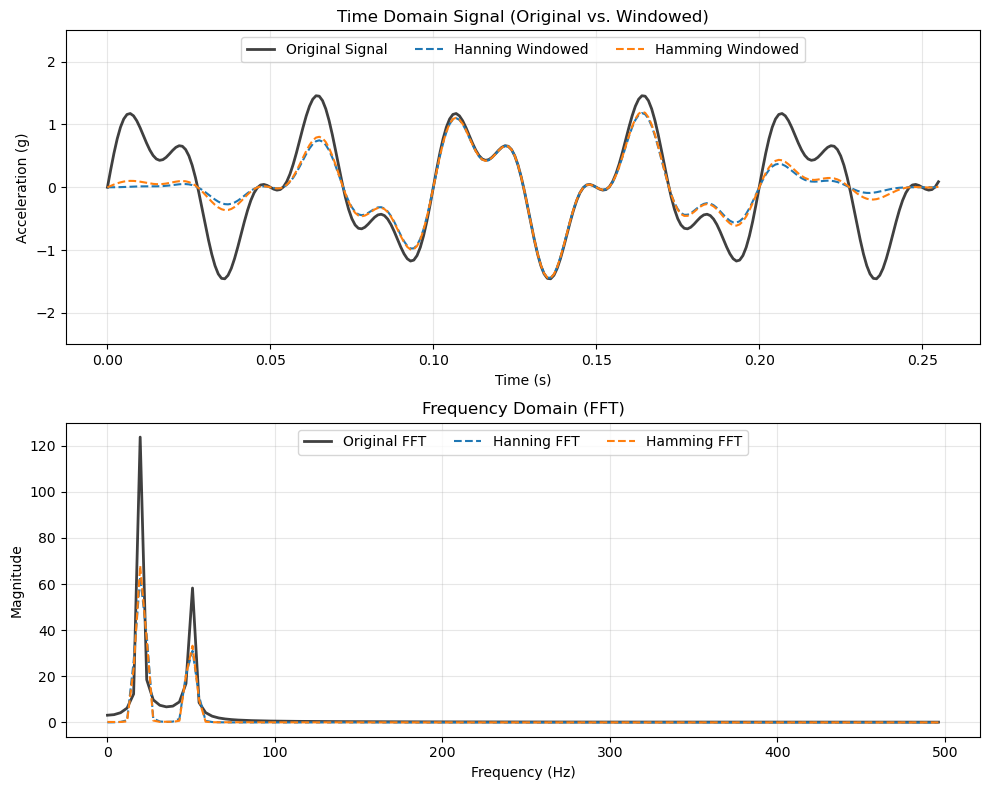 Time Domain Signal (Original vs. Windowed)
Original Signal Hanning Windowed Hamming Windowed
2
1
0
−1
−2
Acceleration (g)
0.00 0.05 0.10 0.15 0.20 0.25
Time (s)
Frequency Domain (FFT)
Original FFT Hanning FFT Hamming FFT
120
100
80
60
40
20
0
Magnitude
0 100 200 300 400 500
Frequency (Hz)